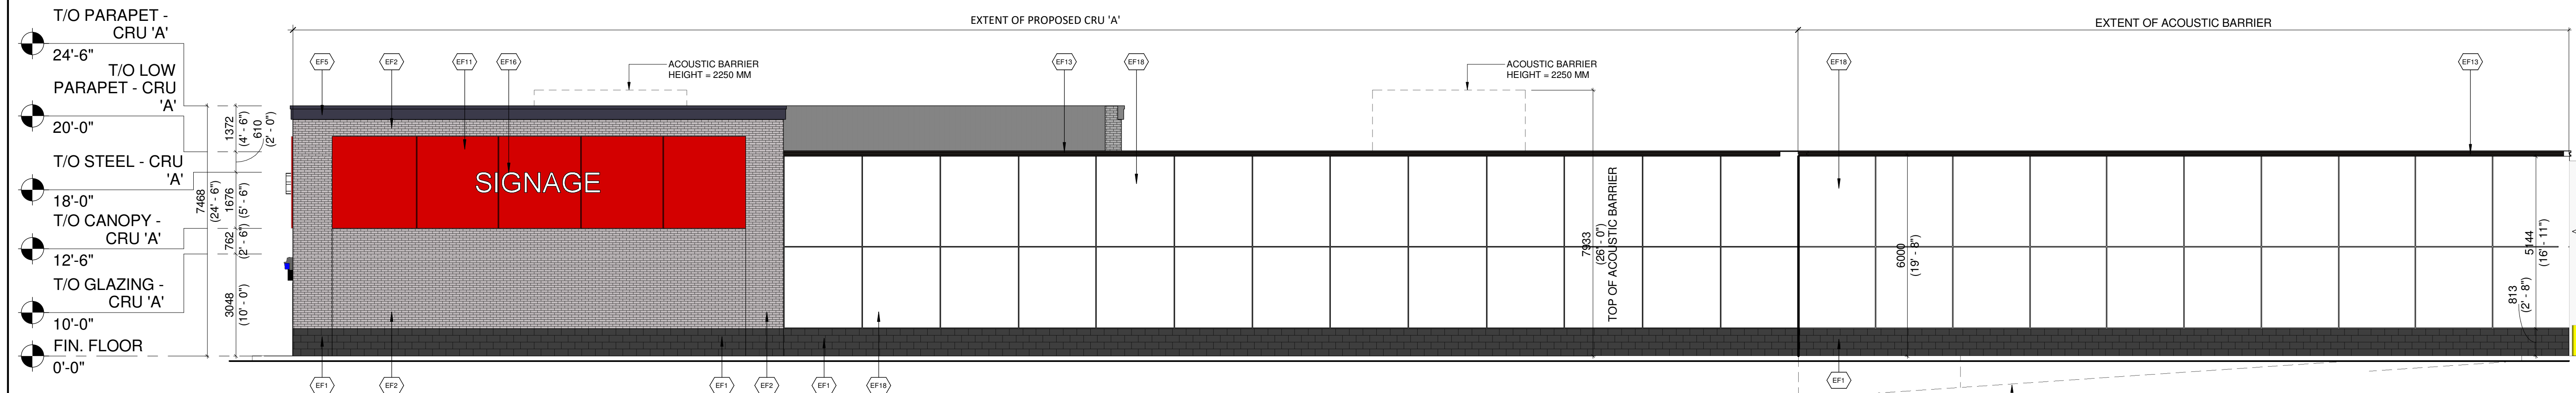 T/O PARAPET -
CRU 'A'
24'-6"
T/O LOW
PARAPET - CRU
'A'
20'-0"
T/O STEEL - CRU
'A'
18'-0"
T/O CANOPY -
CRU 'A'
12'-6"
T/O GLAZING -
CRU 'A'
10'-0"
FIN. FLOOR
0'-0"
7468
(24' - 6")
1372
(4' - 6")
610
(2' - 0")
1676
(5' - 6")
762
(2' - 6")
3048
(10' - 0")
EXTENT OF PROPOSED CRU 'A'
EXTENT OF ACOUSTIC BARRIER
EF5
EF2
EF11
EF16
ACOUSTIC BARRIER
HEIGHT = 2250 MM
EF13
EF18
ACOUSTIC BARRIER
HEIGHT = 2250 MM
EF18
EF13
SIGNAGE
7933
(26' - 0")
TOP OF ACOUSTIC BARRIER
6000
(19' - 8")
5144
(16' - 11")
813
(2' - 8")
EF1
EF2
EF1
EF2
EF1
EF18
EF1